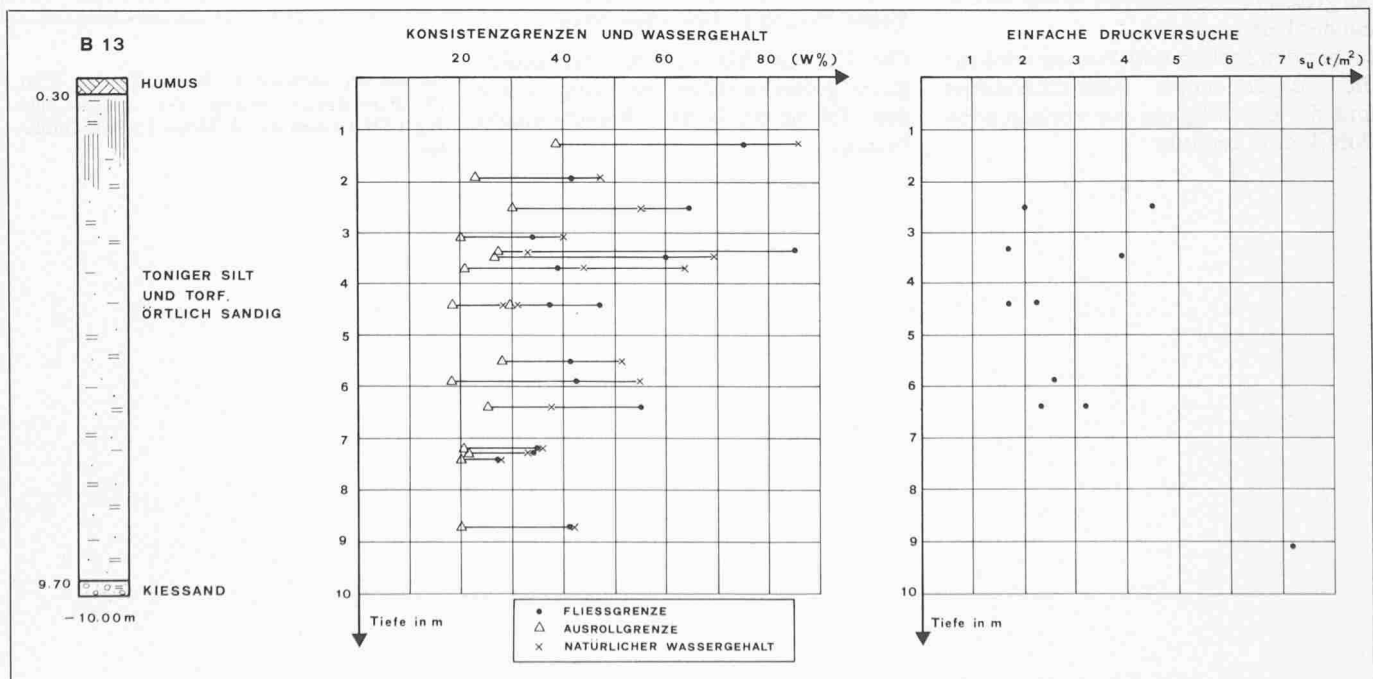 B 13
HUMUS
0.30
TONIGER SILT
UND TORF,
ÖRTLICH SANDIG
9.70
KIESSAND
– 10.00 m
KONSISTENZGRENZEN UND WASSERGEHALT
20 40 60 80 (W%)
1
2
3
4
5
6
7
8
9
10
Tiefe in m
● FLIESSGRENZE
△ AUSROLLGRENZE
× NATÜRLICHER WASSERGEHALT
EINFACHE DRUCKVERSUCHE
1 2 3 4 5 6 7 s_u (t/m²)
1
2
3
4
5
6
7
8
9
10
Tiefe in m